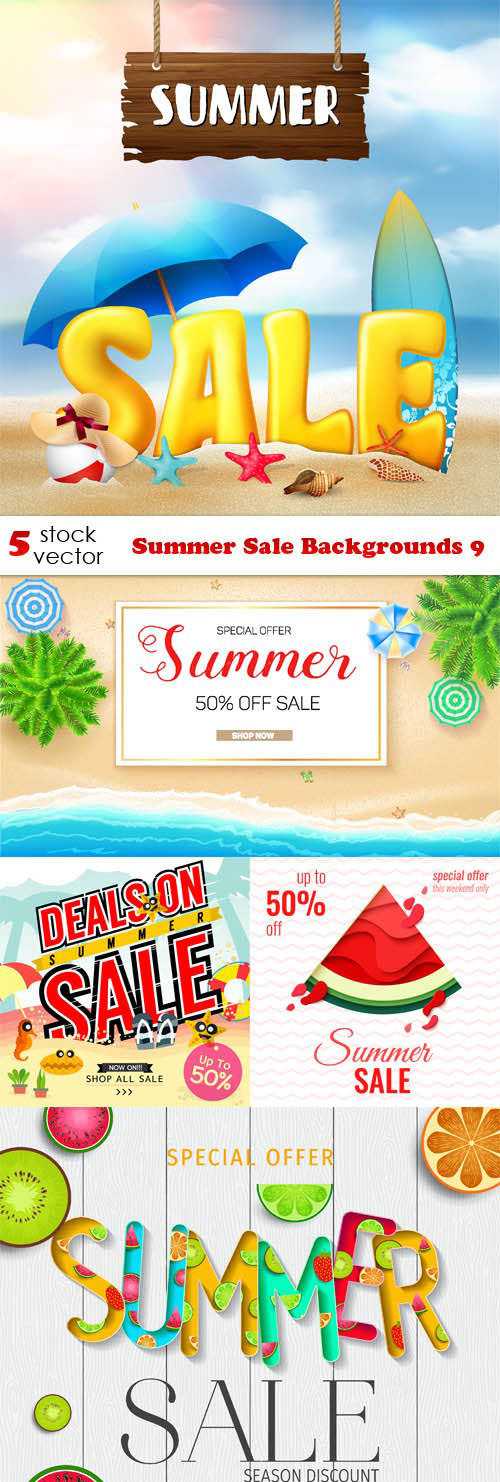 SUMMER
SALE
5 stock vector
Summer Sale Backgrounds 9
SPECIAL OFFER
Summer
50% OFF SALE
SHOP NOW
DEALS ON
SUMMER
SALE
NOW ON!!!
SHOP ALL SALE
>>>
Up To
50%
up to
50%
off
special offer
this weekend only
Summer
SALE
SPECIAL OFFER
SUMMER
SALE
SEASON DISCOUNT